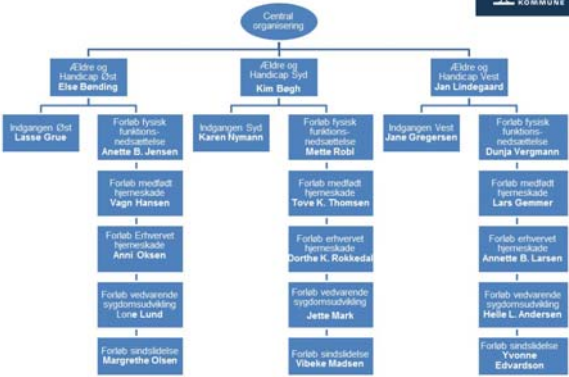 KOMMUNE
Central
organisering
Ældre og
Handicap Øst
Else Bønding
Ældre og
Handicap Syd
Kim Bøgh
Ældre og
Handicap Vest
Jan Lindegaard
Indgangen Øst
Lasse Grue
Forløb fysisk
funktions-
nedsættelse
Anette B. Jensen
Indgangen Syd
Karen Nymann
Forløb fysisk
funktions-
nedsættelse
Mette Robl
Indgangen Vest
Jane Gregersen
Forløb fysisk
funktions-
nedsættelse
Dunja Vergmann
Forløb medfødt
hjerneskade
Vagn Hansen
Forløb medfødt
hjerneskade
Tove K. Thomsen
Forløb medfødt
hjerneskade
Lars Gemmer
Forløb Erhvervet
hjerneskade
Anni Oksen
Forløb erhvervet
hjerneskade
Dorthe K. Rokkedal
Forløb erhvervet
hjerneskade
Annette B. Larsen
Forløb vedvarende
sygdomsudvikling
Lone Lund
Forløb vedvarende
sygdomsudvikling
Jette Mark
Forløb vedvarende
sygdomsudvikling
Helle L. Andersen
Forløb sindslidelse
Margrethe Olsen
Forløb sindslidelse
Vibeke Madsen
Forløb sindslidelse
Yvonne
Edvardson